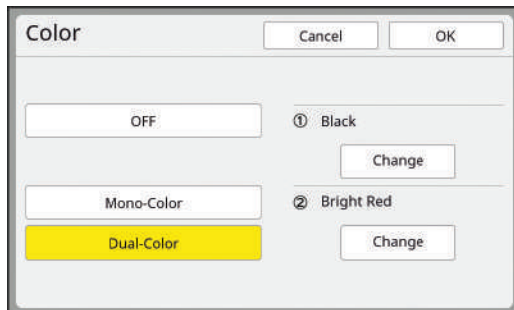 Color
Cancel
OK
OFF
① Black
Change
Mono-Color
② Bright Red
Dual-Color
Change